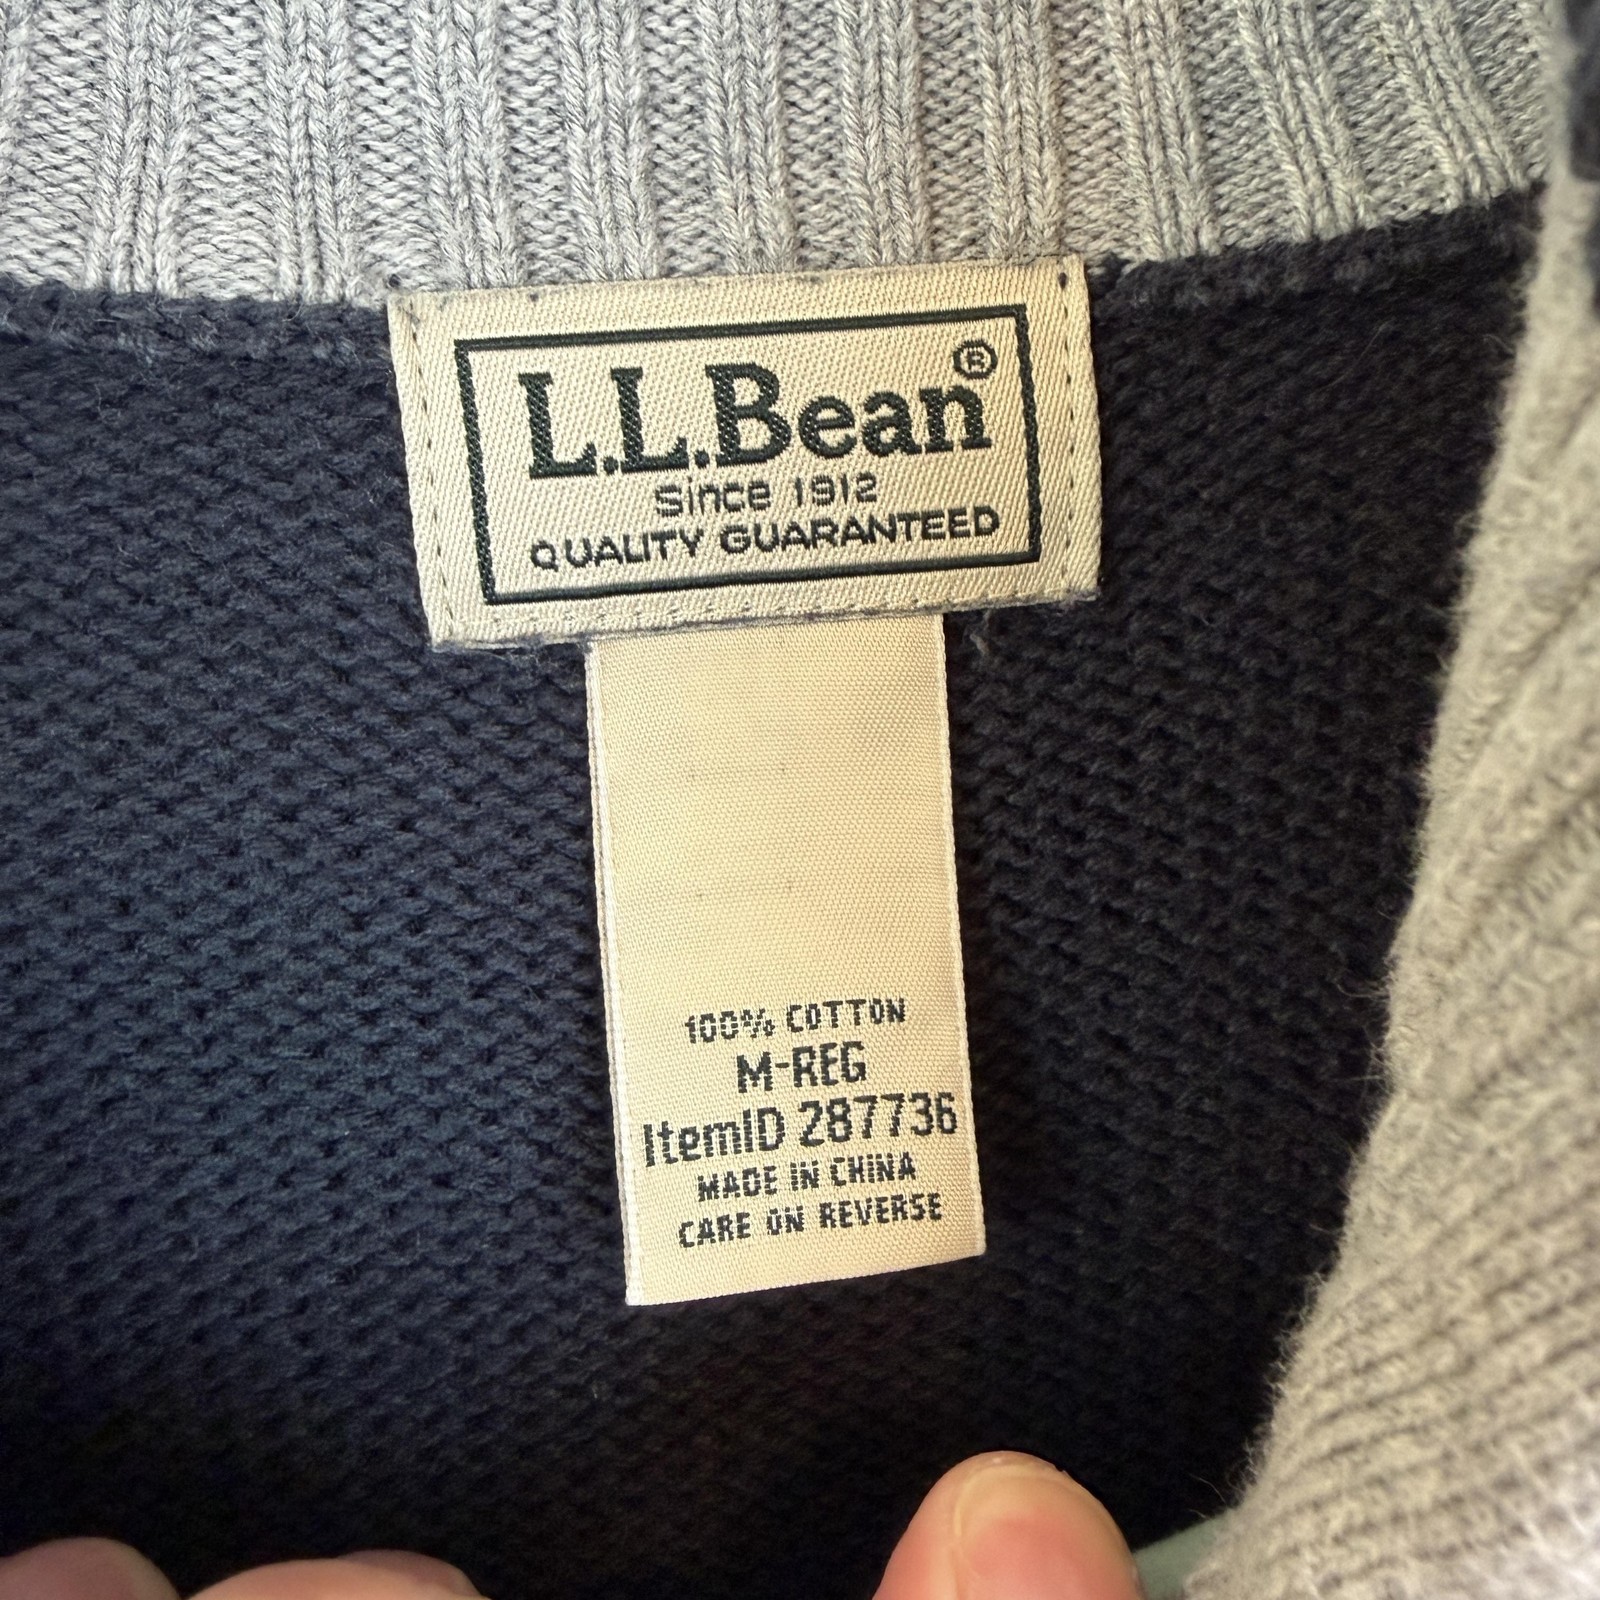 L.L.Bean®
Since 1912
QUALITY GUARANTEED
100% COTTON
M-REG
ItemID 287736
MADE IN CHINA
CARE ON REVERSE